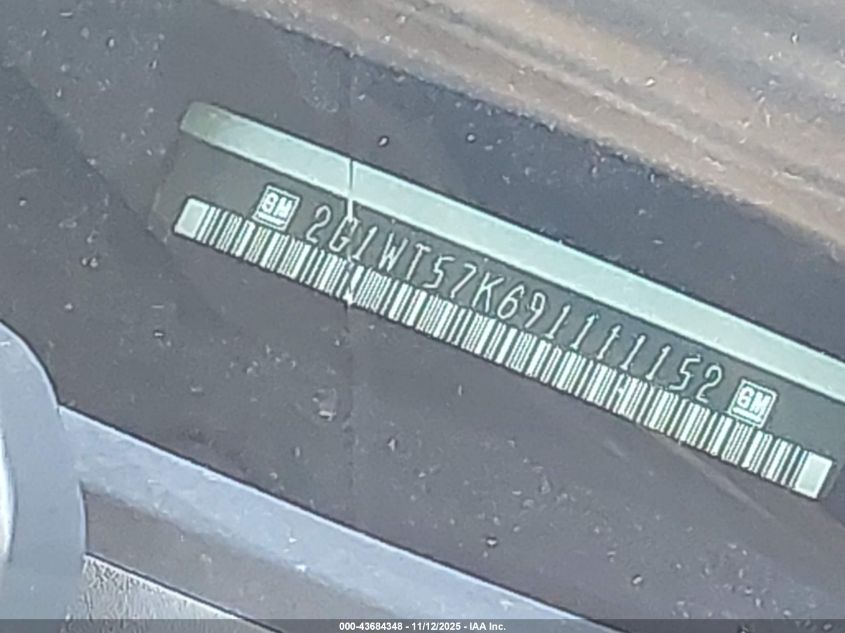 GM 2G1WT57K691111152 GM
000-43684348 - 11/12/2025 - IAA Inc.